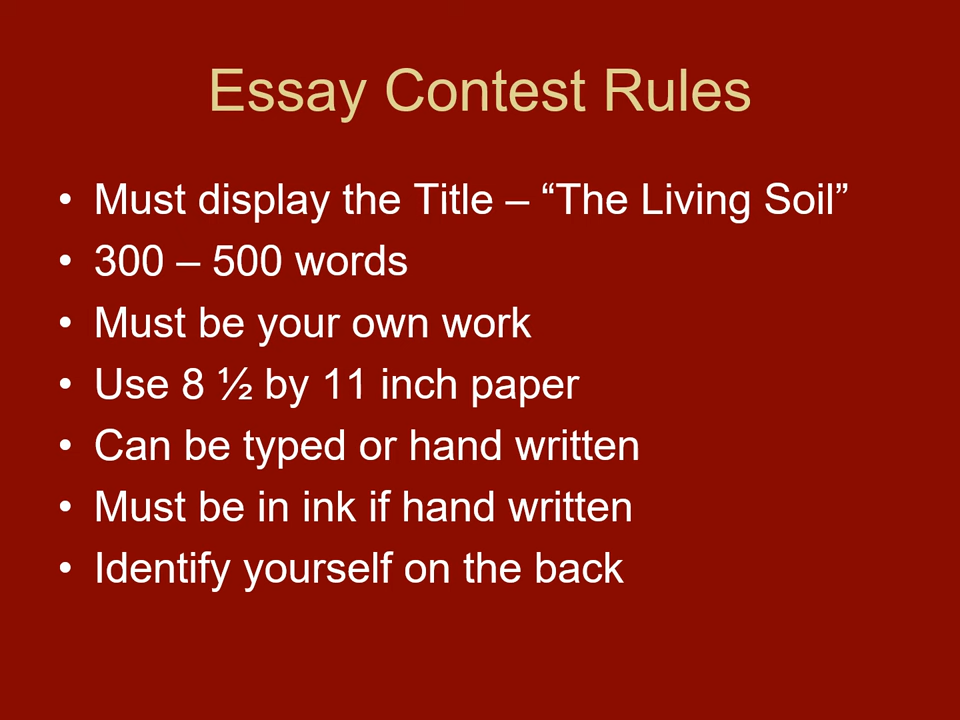 Essay Contest Rules
• Must display the Title – “The Living Soil”
• 300 – 500 words
• Must be your own work
• Use 8 ½ by 11 inch paper
• Can be typed or hand written
• Must be in ink if hand written
• Identify yourself on the back